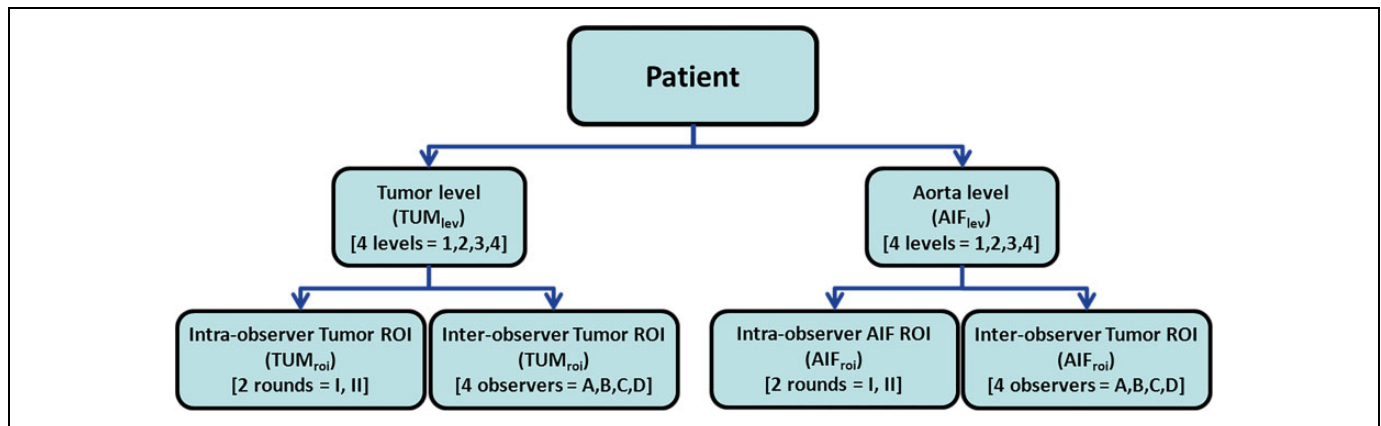 Patient
Tumor level
(TUMlev)
[4 levels = 1,2,3,4]
Aorta level
(AIFlev)
[4 levels = 1,2,3,4]
Intra-observer Tumor ROI
(TUMroi)
[2 rounds = I, II]
Inter-observer Tumor ROI
(TUMroi)
[4 observers = A,B,C,D]
Intra-observer AIF ROI
(AIFroi)
[2 rounds = I, II]
Inter-observer Tumor ROI
(AIFroi)
[4 observers = A,B,C,D]